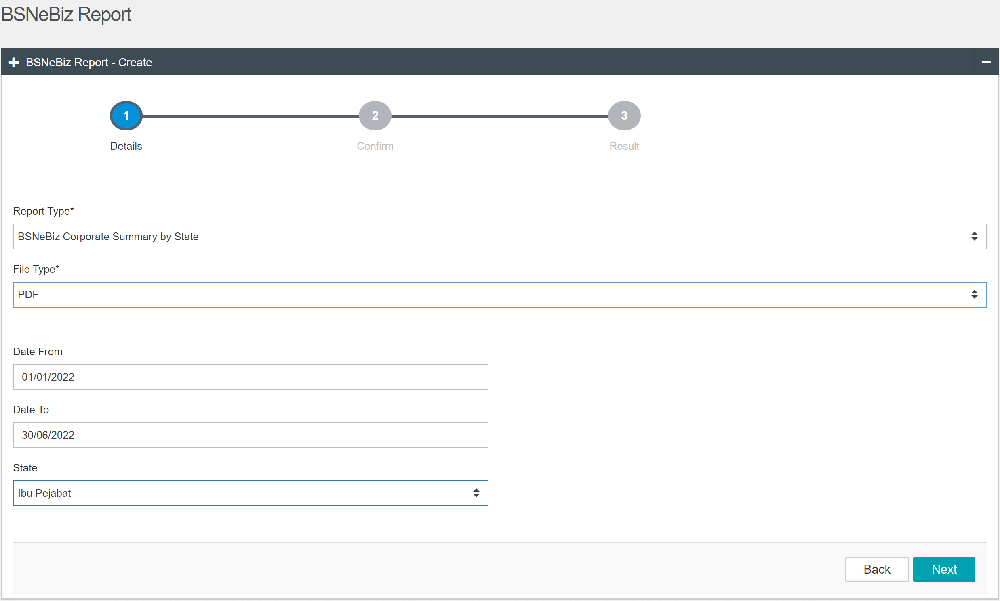 BSNeBiz Report
BSNeBiz Report - Create
1
2
3
Details
Confirm
Result
Report Type*
BSNeBiz Corporate Summary by State
File Type*
PDF
Date From
01/01/2022
Date To
30/06/2022
State
Ibu Pejabat
Back
Next